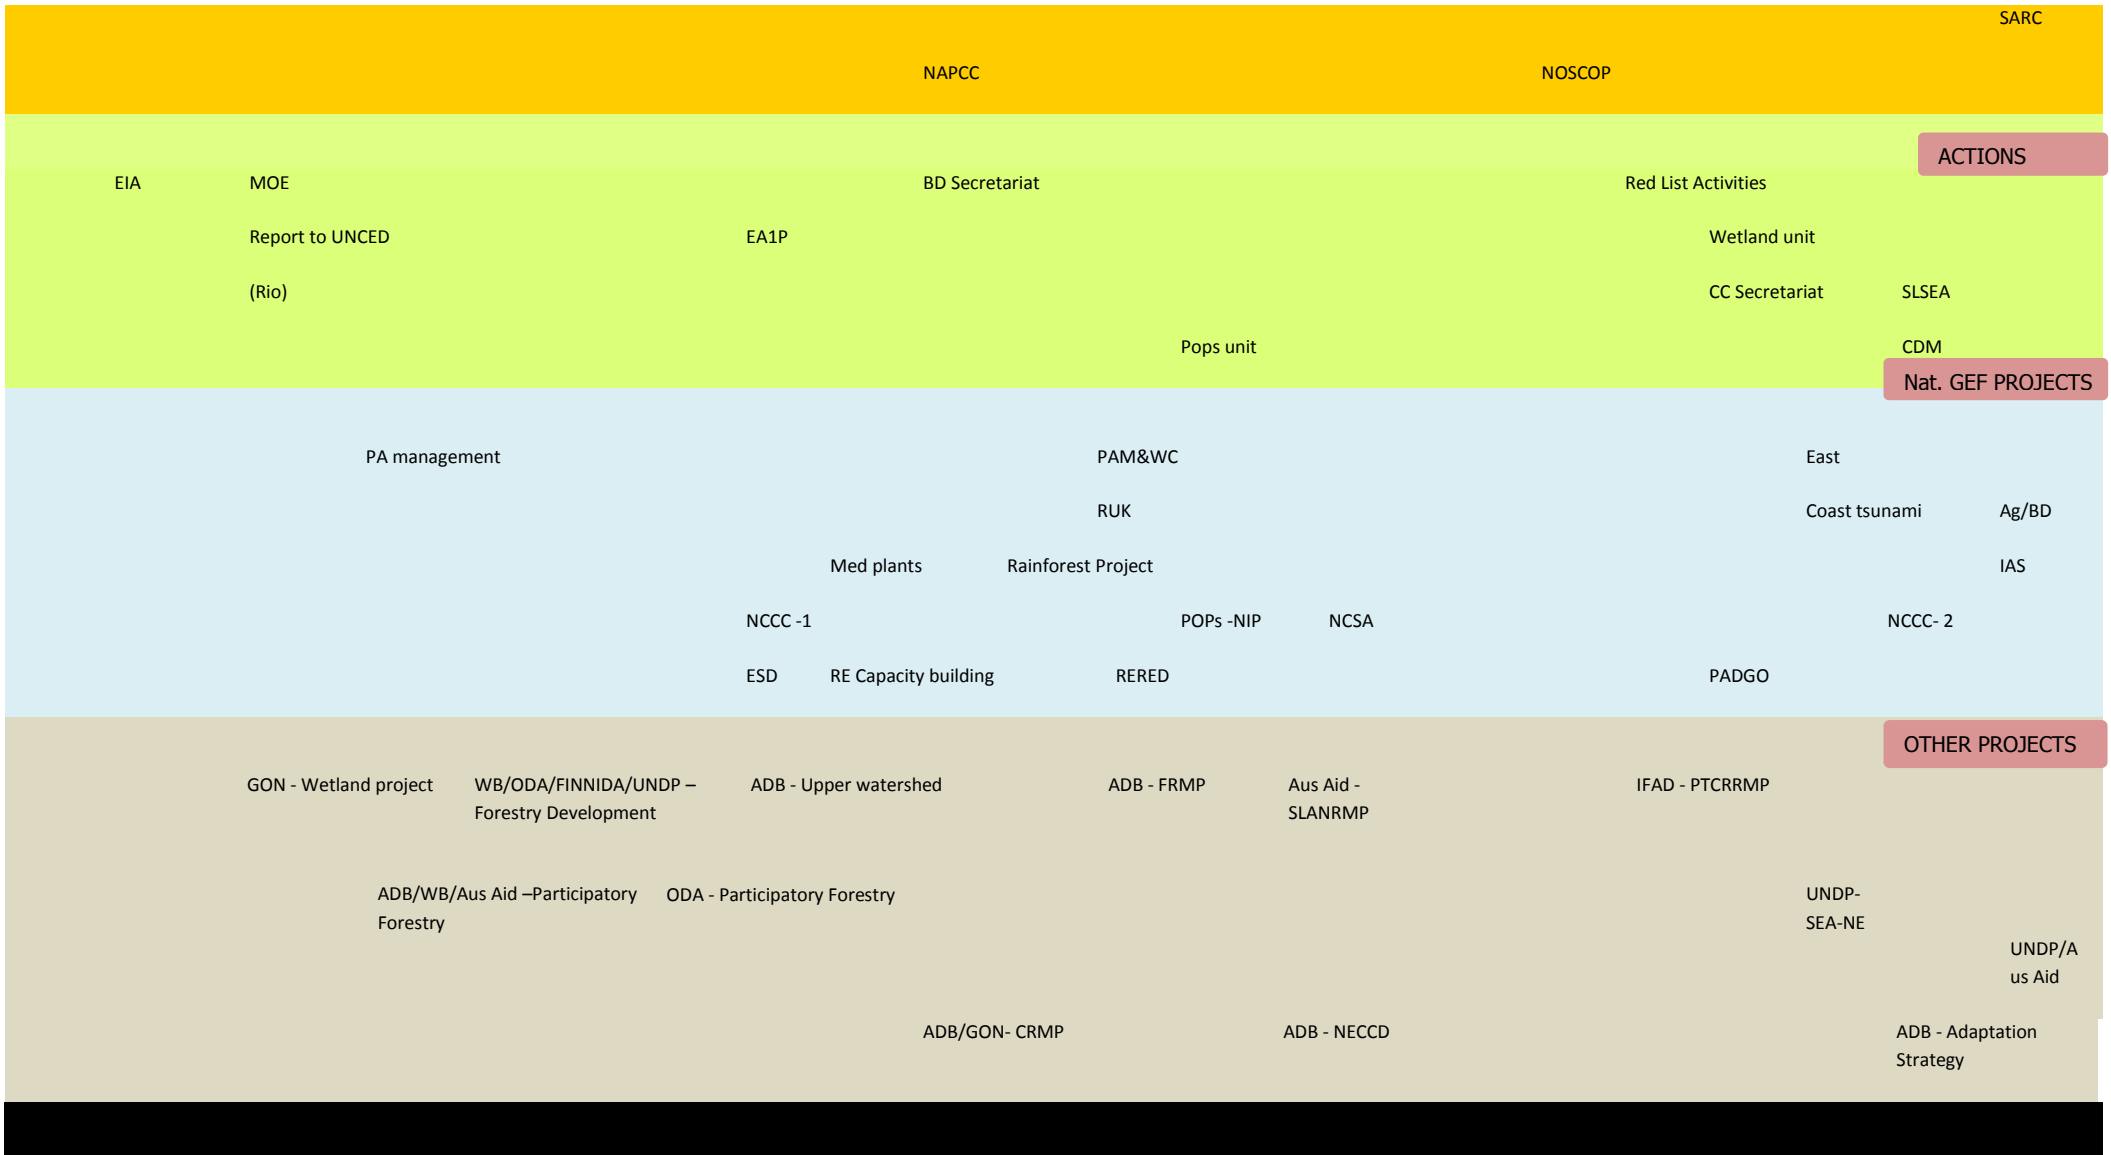 SARC
NAPCC NOSCOP
ACTIONS
EIA MOE BD Secretariat Red List Activities
Report to UNCED EA1P Wetland unit
(Rio) CC Secretariat SLSEA
Pops unit CDM
Nat. GEF PROJECTS
PA management PAM&WC East
RUK Coast tsunami Ag/BD
Med plants Rainforest Project IAS
NCCC -1 POPs -NIP NCSA NCCC- 2
ESD RE Capacity building RERED PADGO
OTHER PROJECTS
GON - Wetland project WB/ODA/FINNIDA/UNDP – ADB - Upper watershed ADB - FRMP Aus Aid - IFAD - PTCRRMP
Forestry Development SLANRMP
ADB/WB/Aus Aid –Participatory ODA - Participatory Forestry UNDP-
Forestry SEA-NE
UNDP/A
us Aid
ADB/GON- CRMP ADB - NECCD ADB - Adaptation
Strategy